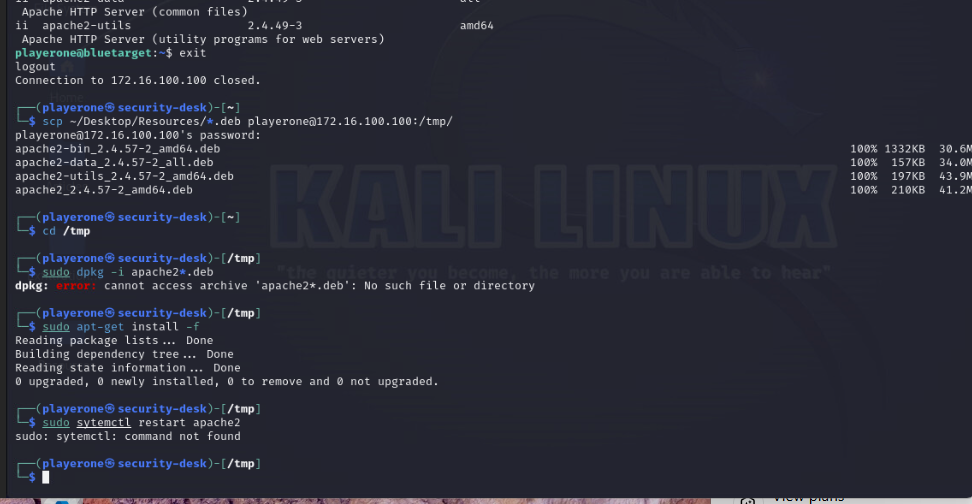 ii apache2-data 2.4.49-3 all
Apache HTTP Server (common files)
ii apache2-utils 2.4.49-3 amd64
Apache HTTP Server (utility programs for web servers)
playerone@bluetarget:~$ exit
logout
Connection to 172.16.100.100 closed.
┌──(playerone㉿security-desk)-[~]
└─$ scp ~/Desktop/Resources/*.deb playerone@172.16.100.100:/tmp/
playerone@172.16.100.100's password:
apache2-bin_2.4.57-2_amd64.deb 100% 1332KB 30.6M
apache2-data_2.4.57-2_all.deb 100% 157KB 34.0M
apache2-utils_2.4.57-2_amd64.deb 100% 197KB 43.9M
apache2_2.4.57-2_amd64.deb 100% 210KB 41.2M
┌──(playerone㉿security-desk)-[~]
└─$ cd /tmp
┌──(playerone㉿security-desk)-[/tmp]
└─$ sudo dpkg -i apache2*.deb
dpkg: error: cannot access archive 'apache2*.deb': No such file or directory
┌──(playerone㉿security-desk)-[/tmp]
└─$ sudo apt-get install -f
Reading package lists... Done
Building dependency tree... Done
Reading state information... Done
0 upgraded, 0 newly installed, 0 to remove and 0 not upgraded.
┌──(playerone㉿security-desk)-[/tmp]
└─$ sudo sytemctl restart apache2
sudo: sytemctl: command not found
┌──(playerone㉿security-desk)-[/tmp]
└─$
KALI LINUX
"the quieter you become, the more you are able to hear"
Home
View plans